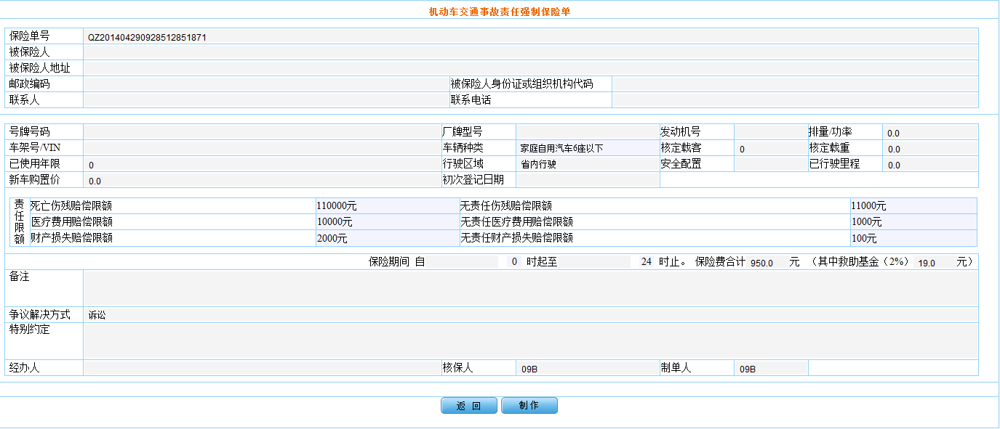 机动车交通事故责任强制保险单
保险单号 QZ201404290928512851871
被保险人
被保险人地址
邮政编码 被保险人身份证或组织机构代码
联系人 联系电话
号牌号码 厂牌型号 发动机号 排量/功率 0.0
车架号/VIN 车辆种类 家庭自用汽车6座以下 核定载客 0 核定载重 0.0
已使用年限 0 行驶区域 省内行驶 安全配置 已行驶里程 0.0
新车购置价 0.0 初次登记日期
责任限额
死亡伤残赔偿限额 110000元 无责任伤残赔偿限额 11000元
医疗费用赔偿限额 10000元 无责任医疗费用赔偿限额 1000元
财产损失赔偿限额 2000元 无责任财产损失赔偿限额 100元
保险期间 自 0 时起至 24 时止。 保险费合计 950.0 元 （其中救助基金（2%） 19.0 元）
备注
争议解决方式 诉讼
特别约定
经办人 核保人 09B 制单人 09B
返 回 制 作